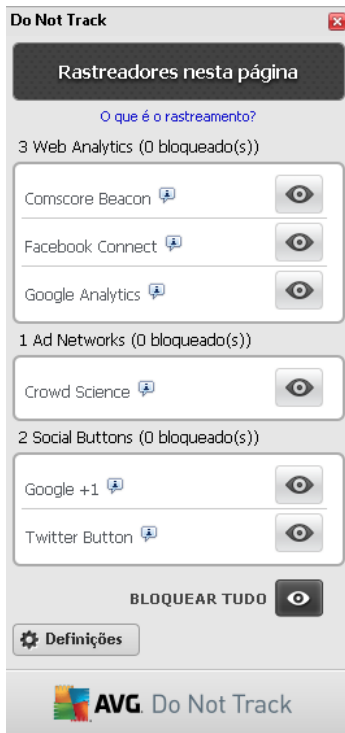 Do Not Track
Rastreadores nesta página
O que é o rastreamento?
3 Web Analytics (0 bloqueado(s))
Comscore Beacon
Facebook Connect
Google Analytics
1 Ad Networks (0 bloqueado(s))
Crowd Science
2 Social Buttons (0 bloqueado(s))
Google +1
Twitter Button
BLOQUEAR TUDO
Definições
AVG. Do Not Track